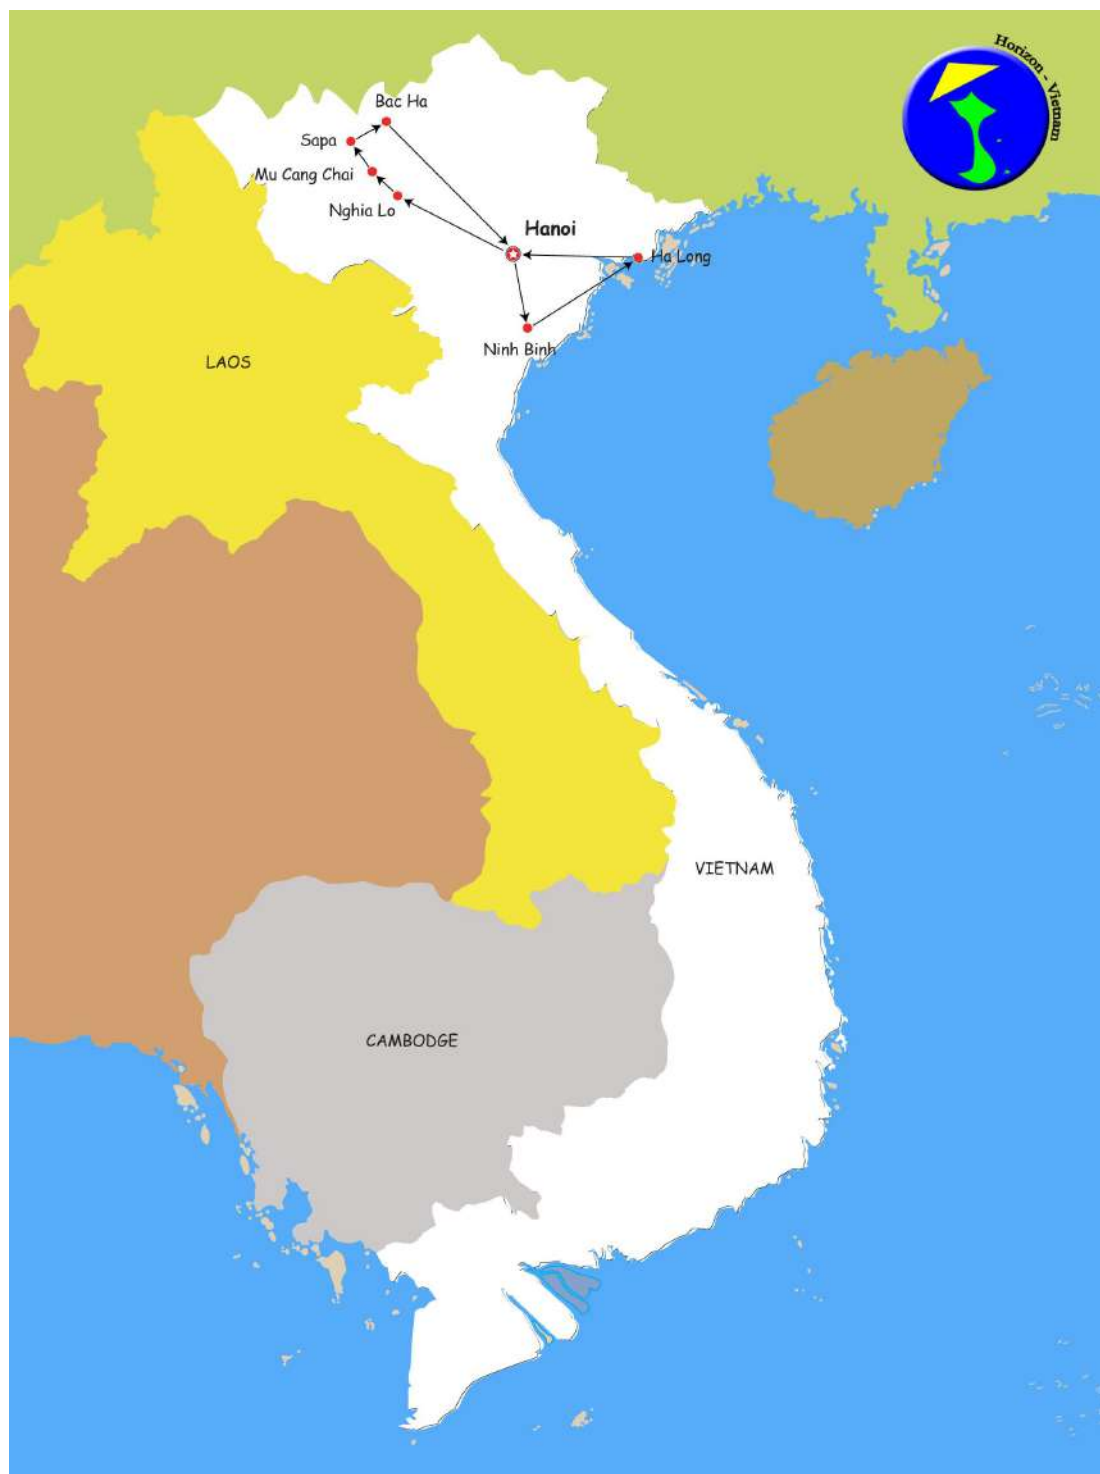 Horizon - Vietnam
Bac Ha
Sapa
Mu Cang Chai
Nghia Lo
Hanoi
Ha Long
Ninh Binh
LAOS
VIETNAM
CAMBODGE